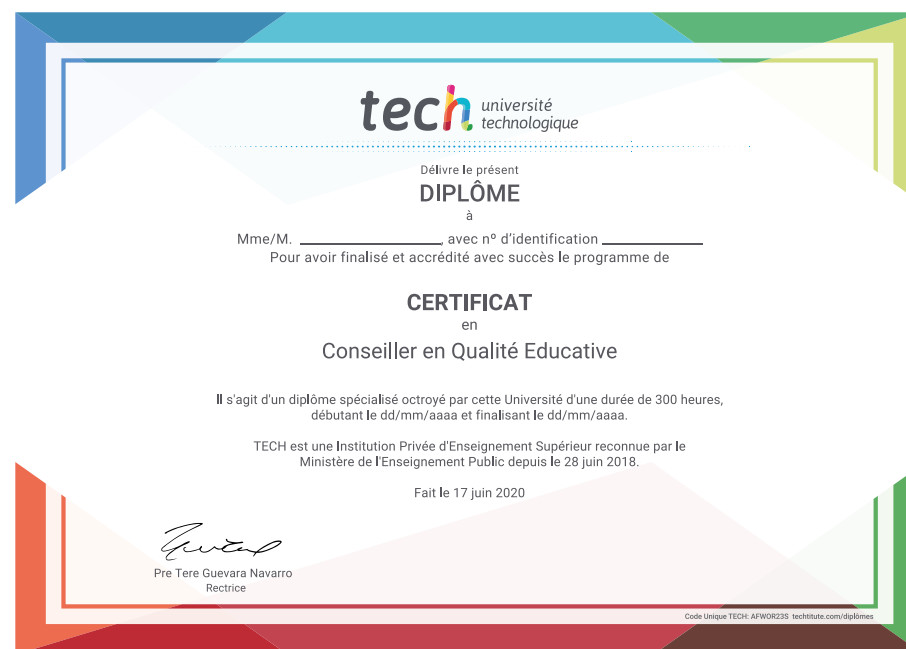 tech université
technologique
Délivre le présent
DIPLÔME
à
Mme/M. ____________________, avec nº d'identification ______________
Pour avoir finalisé et accrédité avec succès le programme de
CERTIFICAT
en
Conseiller en Qualité Educative
Il s'agit d'un diplôme spécialisé octroyé par cette Université d'une durée de 300 heures,
débutant le dd/mm/aaaa et finalisant le dd/mm/aaaa.
TECH est une Institution Privée d'Enseignement Supérieur reconnue par le
Ministère de l'Enseignement Public depuis le 28 juin 2018.
Fait le 17 juin 2020
Pre Tere Guevara Navarro
Rectrice
Code Unique TECH: AFWOR23S techtitute.com/diplômes